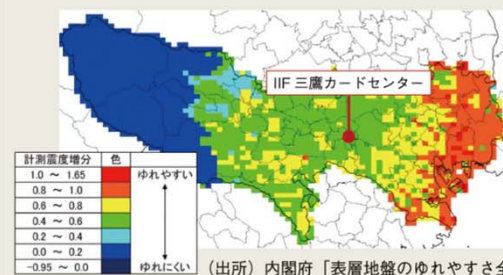 IIF 三鷹カードセンター
計測震度増分 色
1.0 ～ 1.65 ゆれやすい
0.8 ～ 1.0
0.6 ～ 0.8
0.4 ～ 0.6
0.2 ～ 0.4
0.0 ～ 0.2
-0.95 ～ 0.0 ゆれにくい
（出所）内閣府「表層地盤のゆれやすさ